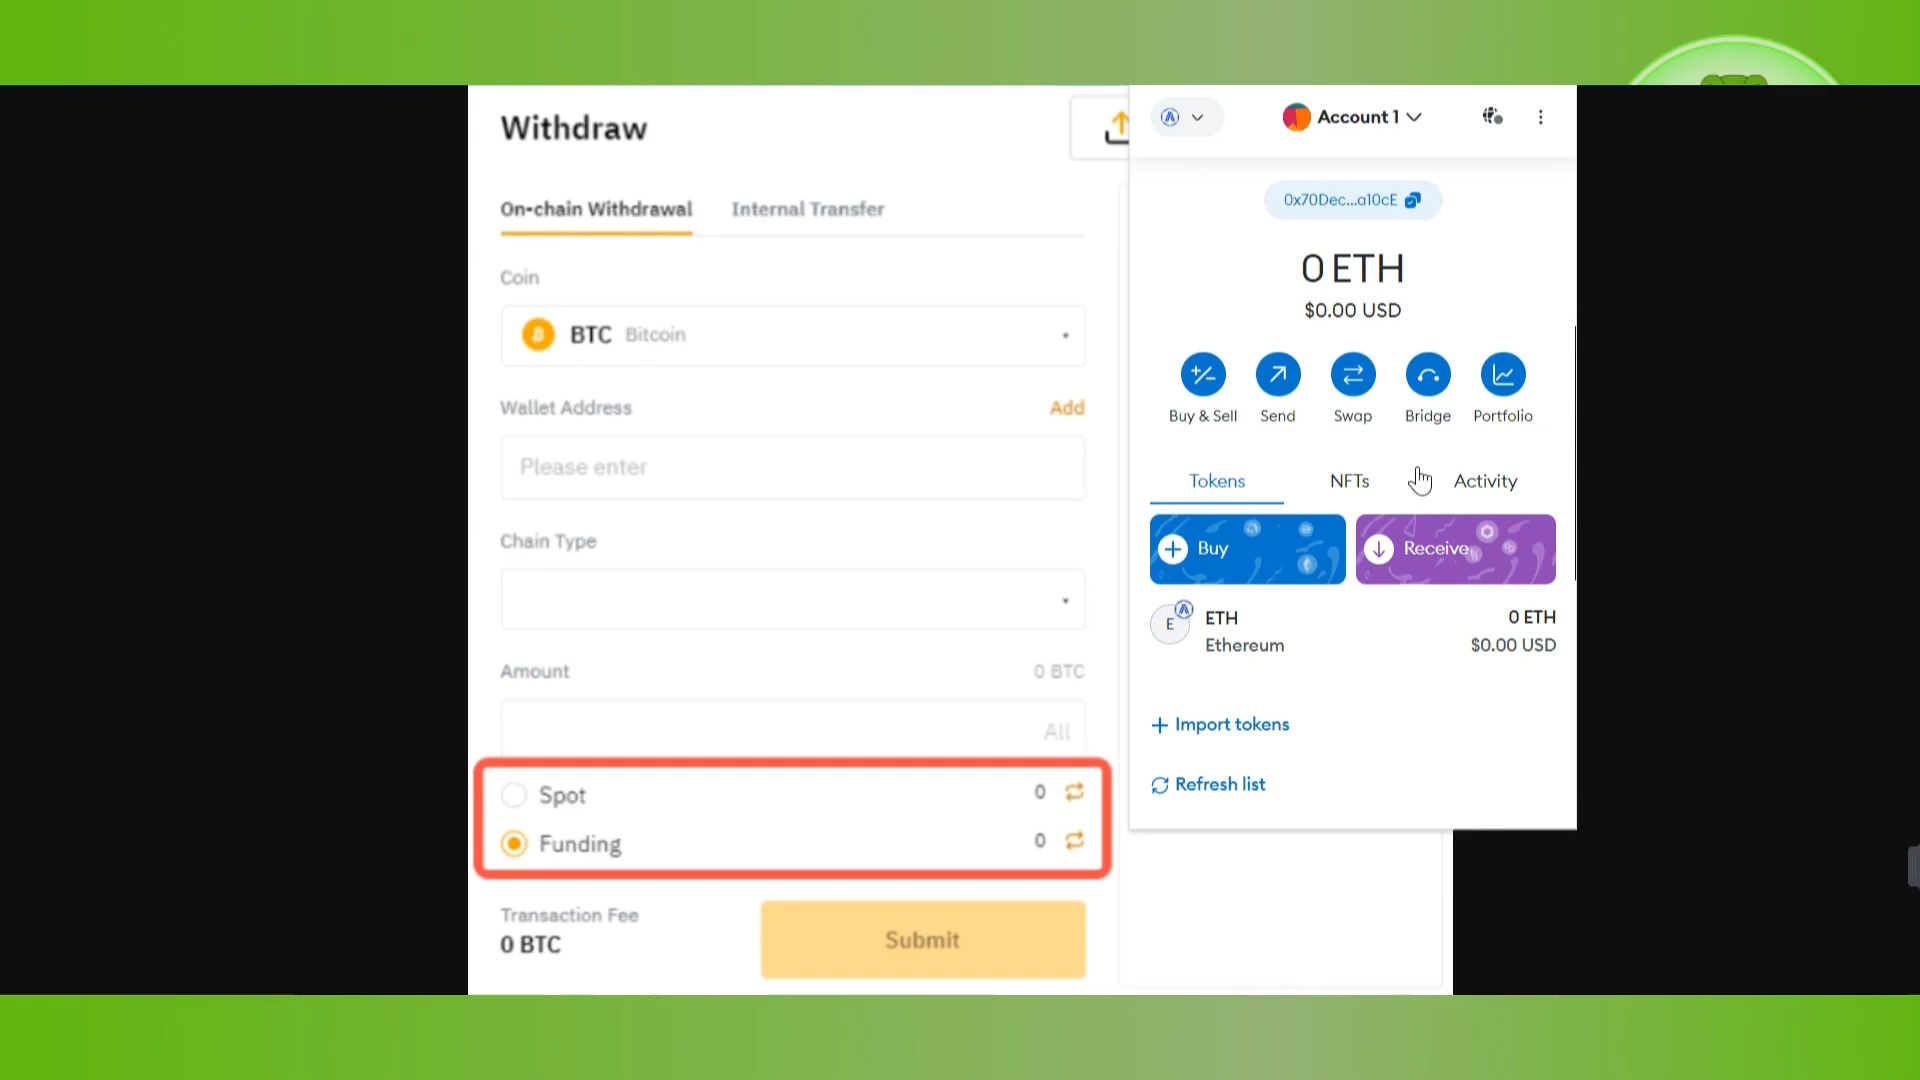 Withdraw
On-chain Withdrawal
Internal Transfer
Coin
BTC Bitcoin
Wallet Address
Add
Please enter
Chain Type
Amount
0 BTC
All
Spot
0
Funding
0
Transaction Fee
0 BTC
Submit
Account 1
0x70Dec...a10cE
0 ETH
$0.00 USD
Buy & Sell
Send
Swap
Bridge
Portfolio
Tokens
NFTs
Activity
Buy
Receive
E
ETH
0 ETH
Ethereum
$0.00 USD
+ Import tokens
Refresh list